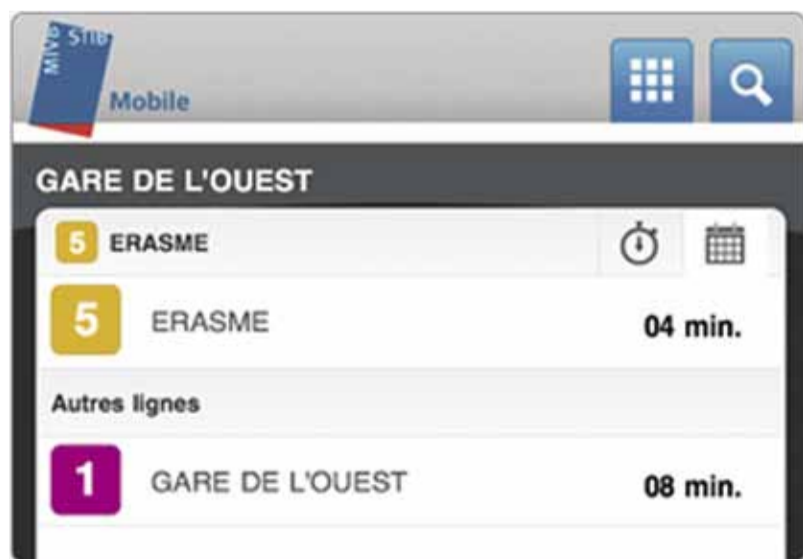 MIVB STIB
Mobile
GARE DE L'OUEST
5 ERASME
5 ERASME 04 min.
Autres lignes
1 GARE DE L'OUEST 08 min.